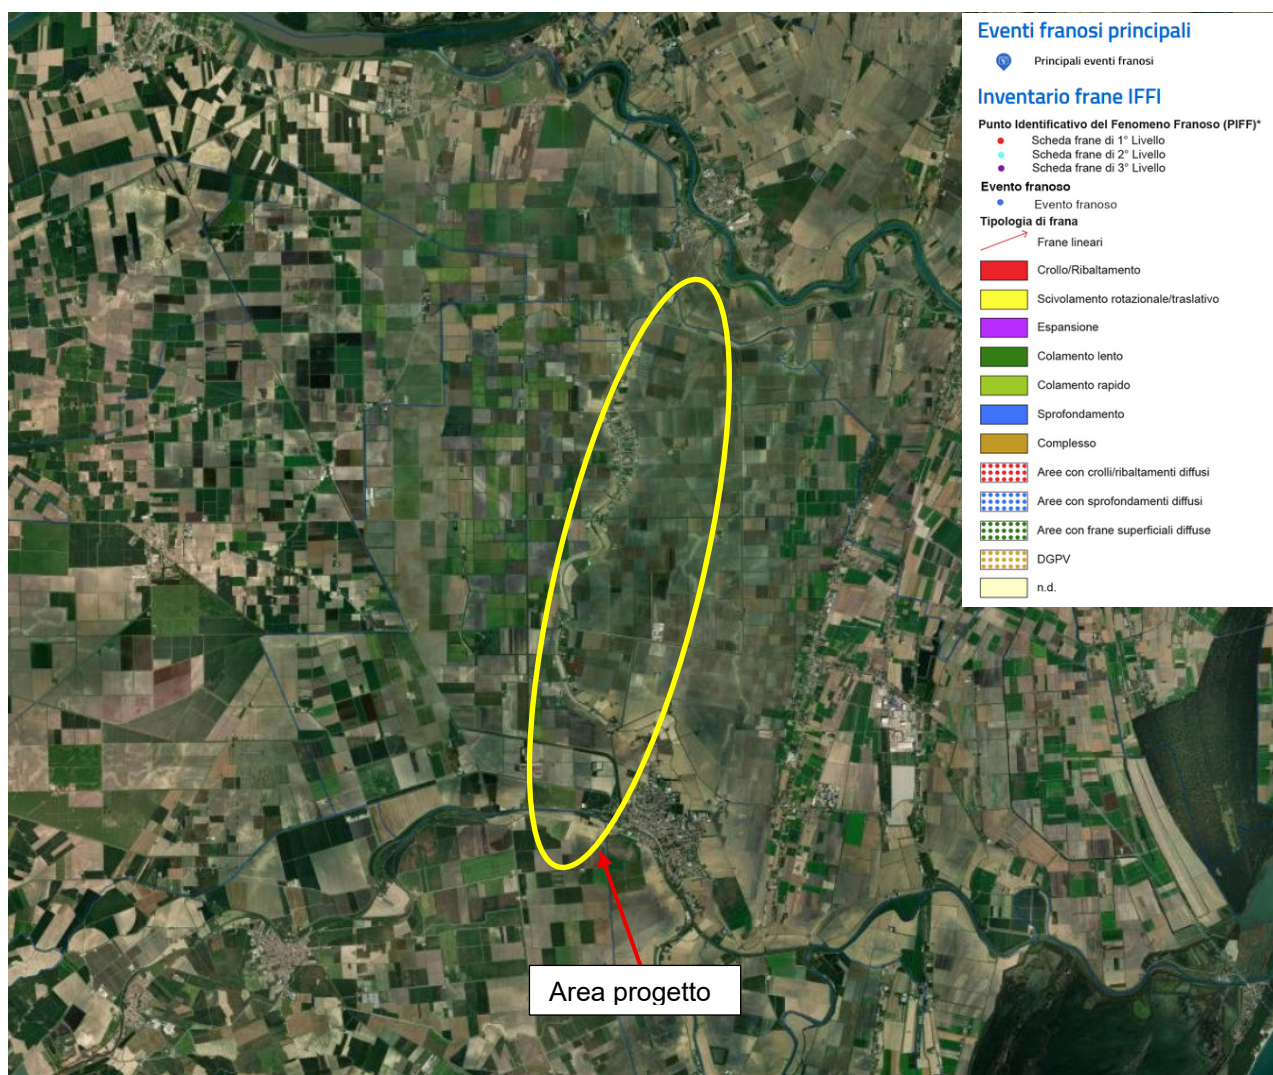 Eventi franosi principali
Principali eventi franosi
Inventario frane IFFI
Punto Identificativo del Fenomeno Franoso (PIFF)*
Scheda frane di 1° Livello
Scheda frane di 2° Livello
Scheda frane di 3° Livello
Evento franoso
Evento franoso
Tipologia di frana
Frane lineari
Crollo/Ribaltamento
Scivolamento rotazionale/traslativo
Espansione
Colamento lento
Colamento rapido
Sprofondamento
Complesso
Aree con crolli/ribaltamenti diffusi
Aree con sprofondamenti diffusi
Aree con frane superficiali diffuse
DGPV
n.d.
Area progetto